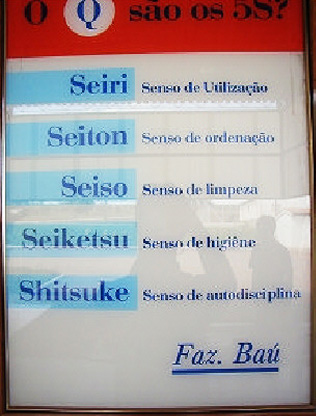 O Q são os 5S?
Seiri Senso de Utilização
Seiton Senso de ordenação
Seiso Senso de limpeza
Seiketsu Senso de higiêne
Shitsuke Senso de autodisciplina
Faz. Baú